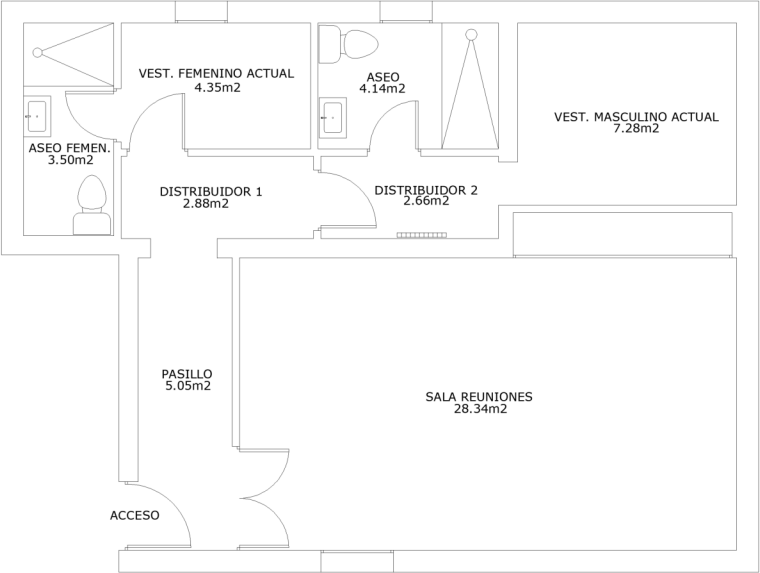 VEST. FEMENINO ACTUAL
4.35m2
ASEO
4.14m2
VEST. MASCULINO ACTUAL
7.28m2
ASEO FEMEN.
3.50m2
DISTRIBUIDOR 1
2.88m2
DISTRIBUIDOR 2
2.66m2
PASILLO
5.05m2
SALA REUNIONES
28.34m2
ACCESO